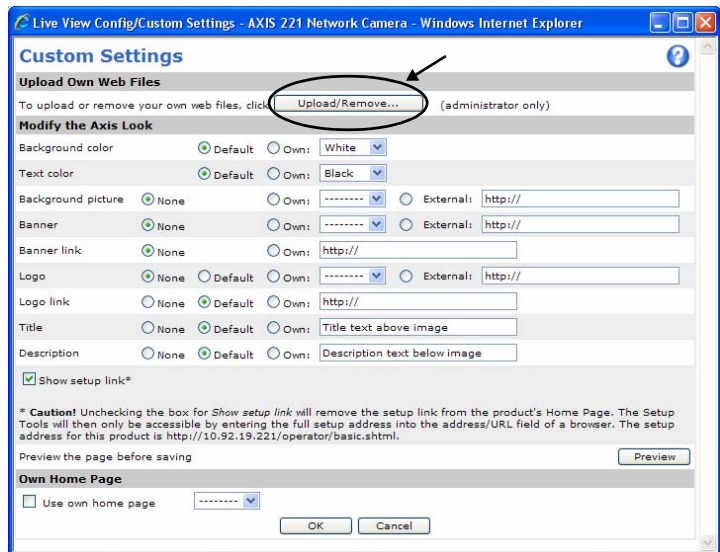 Live View Config/Custom Settings - AXIS 221 Network Camera - Windows Internet Explorer
Custom Settings
Upload Own Web Files
To upload or remove your own web files, click Upload/Remove... (administrator only)
Modify the Axis Look
Background color Default Own: White
Text color Default Own: Black
Background picture None Own: -------- External: http://
Banner None Own: -------- External: http://
Banner link None Own: http://
Logo None Default Own: -------- External: http://
Logo link None Default Own: http://
Title None Default Own: Title text above image
Description None Default Own: Description text below image
Show setup link*
* Caution! Unchecking the box for Show setup link will remove the setup link from the product's Home Page. The Setup
Tools will then only be accessible by entering the full setup address into the address/URL field of a browser. The setup
address for this product is http://10.92.19.221/operator/basic.shtml.
Preview the page before saving Preview
Own Home Page
Use own home page --------
OK Cancel